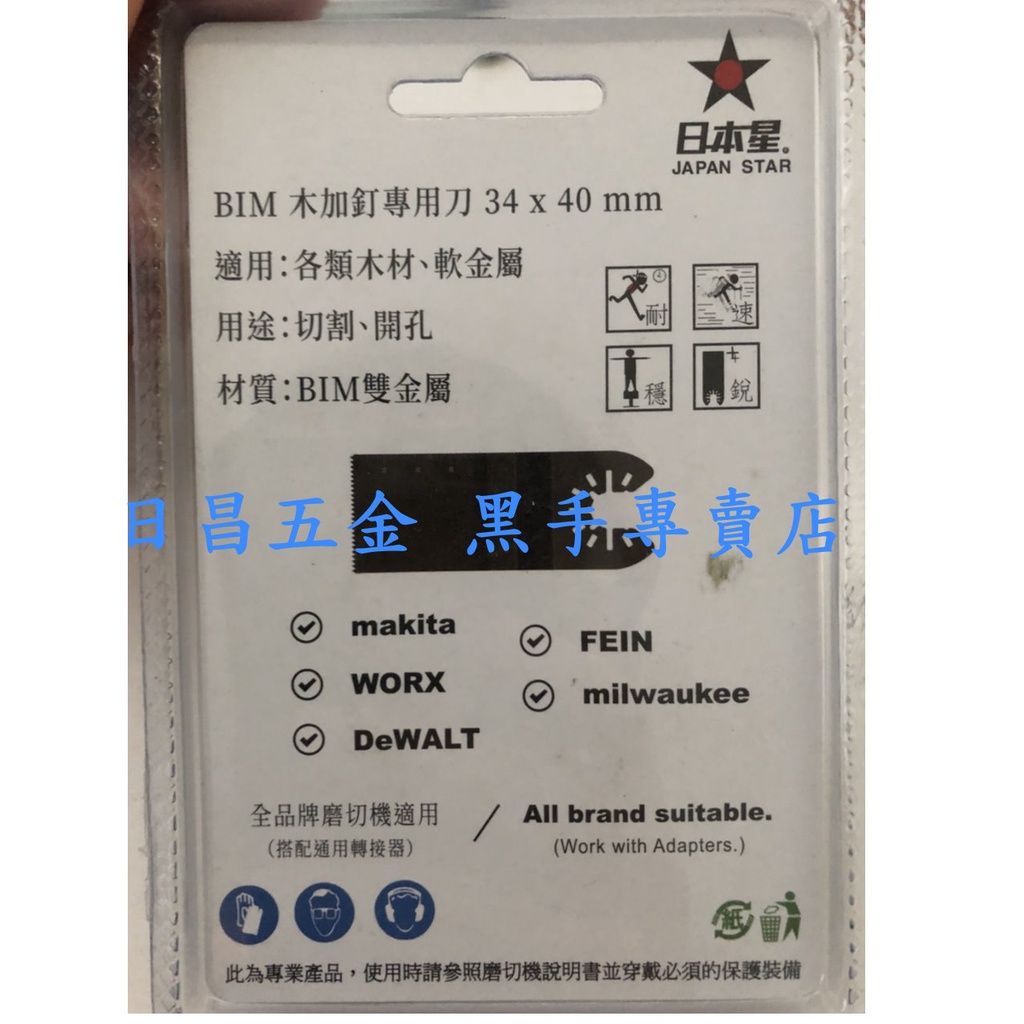 日本星
JAPAN STAR
BIM 木加釘專用刀 34 x 40 mm
適用：各類木材、軟金屬
耐 速
用途：切割、開孔
穩 銳
材質：BIM雙金屬
日昌五金 黑手專賣店
makita
FEIN
WORX
milwaukee
DeWALT
全品牌磨切機適用 / All brand suitable.
（搭配通用轉接器） (Work with Adapters.)
紙
此為專業產品，使用時請參照磨切機說明書並穿戴必須的保護裝備